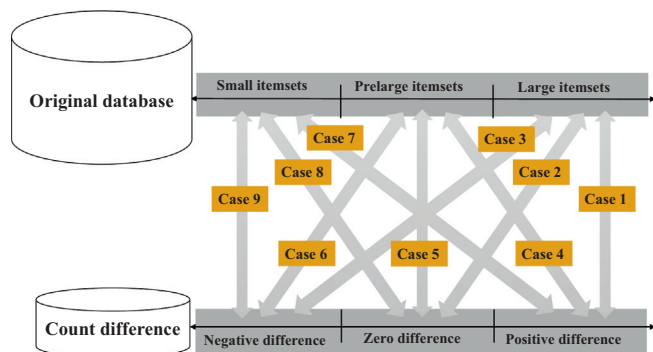 Small itemsets
Prelarge itemsets
Large itemsets
Original database
Case 7
Case 3
Case 8
Case 2
Case 9
Case 1
Case 6
Case 5
Case 4
Count difference
Negative difference
Zero difference
Positive difference